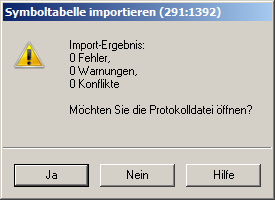 Symboltabelle importieren (291:1392)
Import-Ergebnis:
0 Fehler,
0 Warnungen,
0 Konflikte
Möchten Sie die Protokolldatei öffnen?
Ja
Nein
Hilfe